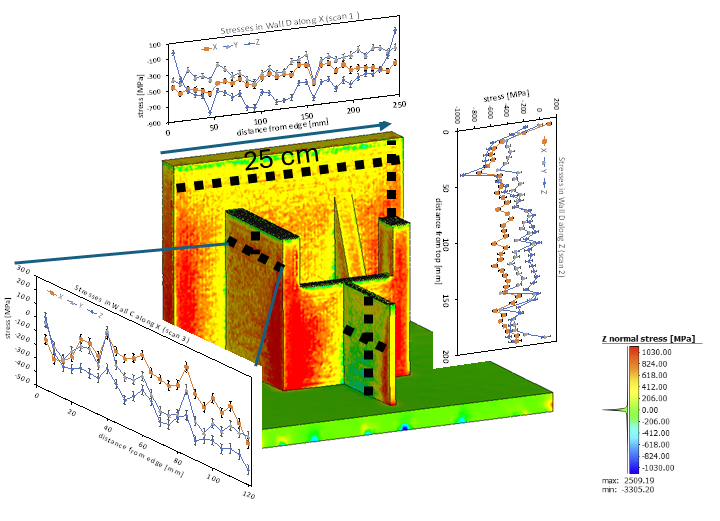 Stresses in Wall D along X (scan 1 )
X Y Z
100
-100
-300
-500
-700
-900
stress [MPa]
0 50 100 150 200 250
distance from edge [mm]
25 cm
stress [MPa]
-1000 -800 -600 -400 -200 0 200
0
50
100
150
200
distance from top [mm]
X
Y
Z
Stresses in Wall D along Z (scan 2)
300
200
100
0
-100
-200
-300
-400
-500
stress [MPa]
Stresses in Wall C along X (scan 3)
X Y Z
0 20 40 60 80 100 120
distance from edge [mm]
Z normal stress [MPa]
1030.00
824.00
618.00
412.00
206.00
0.00
-206.00
-412.00
-618.00
-824.00
-1030.00
max: 2509.19
min: -3305.20